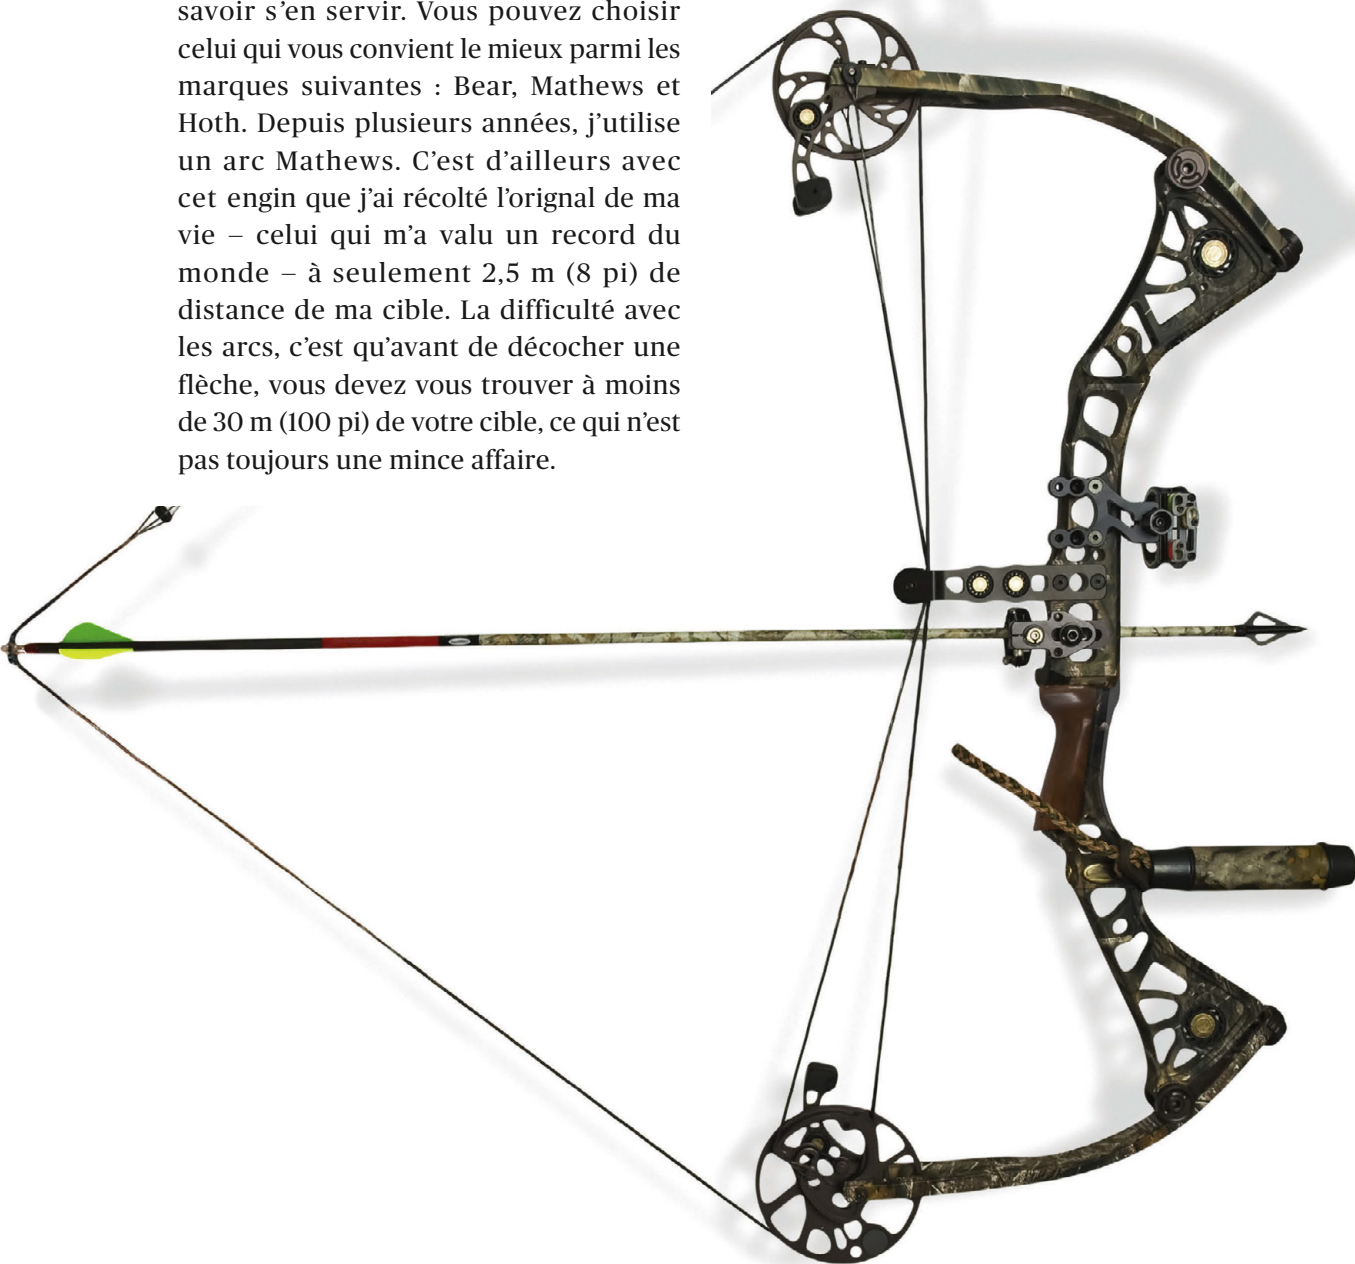 savoir s'en servir. Vous pouvez choisir
celui qui vous convient le mieux parmi les
marques suivantes : Bear, Mathews et
Hoth. Depuis plusieurs années, j'utilise
un arc Mathews. C'est d'ailleurs avec
cet engin que j'ai récolté l'orignal de ma
vie – celui qui m'a valu un record du
monde – à seulement 2,5 m (8 pi) de
distance de ma cible. La difficulté avec
les arcs, c'est qu'avant de décocher une
flèche, vous devez vous trouver à moins
de 30 m (100 pi) de votre cible, ce qui n'est
pas toujours une mince affaire.